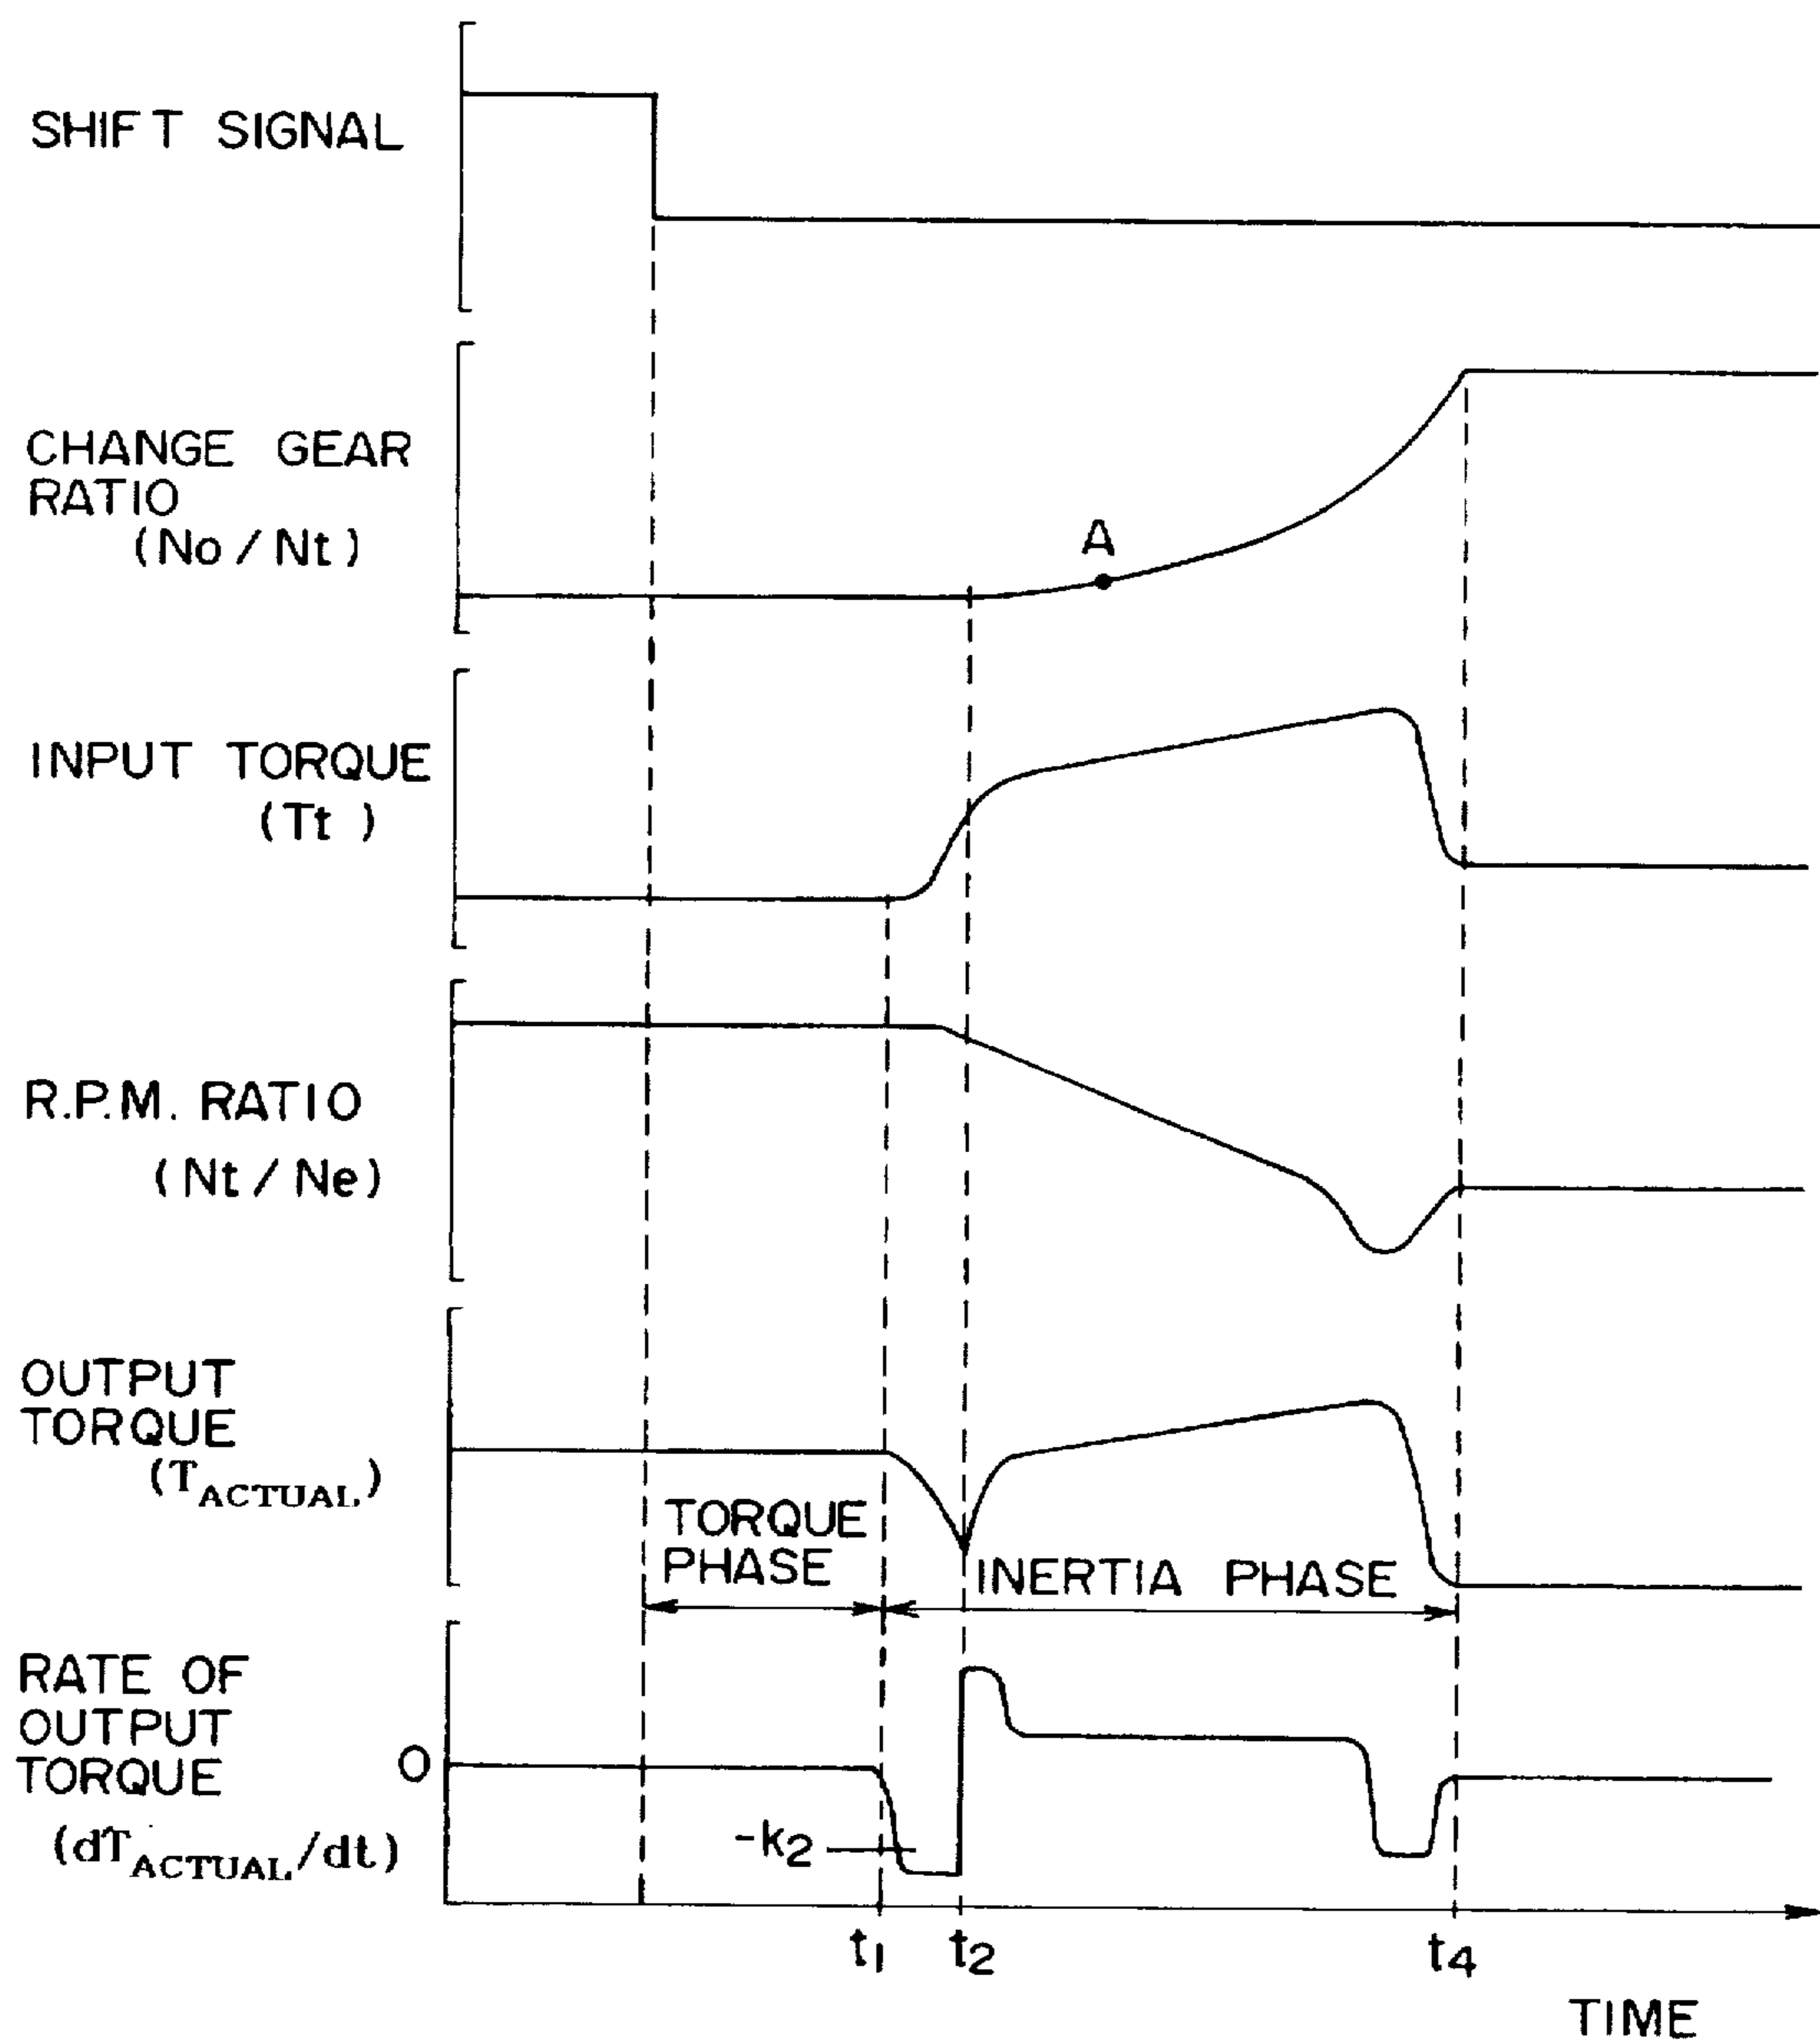 SHIFT SIGNAL
CHANGE GEAR
RATIO
(No / Nt)
A
INPUT TORQUE
(Tt)
R.P.M. RATIO
(Nt / Ne)
OUTPUT
TORQUE
(TACTUAL)
TORQUE
PHASE
INERTIA PHASE
RATE OF
OUTPUT
TORQUE
(dTACTUAL/dt)
O
-k2
t1 t2 t4
TIME